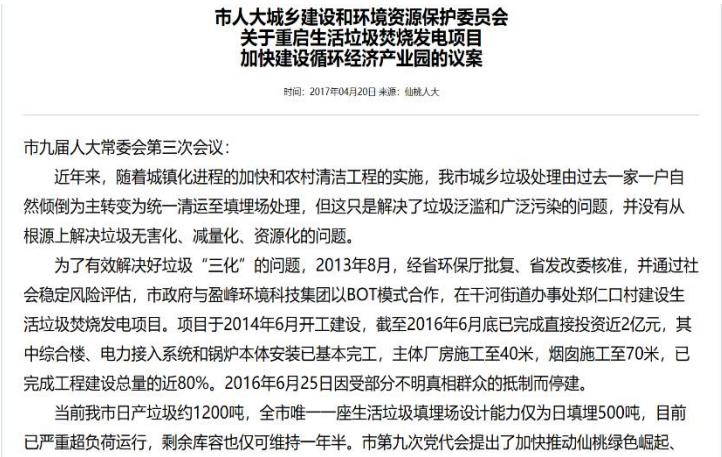 市人大城乡建设和环境资源保护委员会
关于重启生活垃圾焚烧发电项目
加快建设循环经济产业园的议案
时间：2017年04月20日 来源：仙桃人大
市九届人大常委会第三次会议：
近年来，随着城镇化进程的加快和农村清洁工程的实施，我市城乡垃圾处理由过去一家一户自
然倾倒为主转变为统一清运至填埋场处理，但这只是解决了垃圾泛滥和广泛污染的问题，并没有从
根源上解决垃圾无害化、减量化、资源化的问题。
为了有效解决好垃圾“三化”的问题，2013年8月，经省环保厅批复、省发改委核准，并通过社
会稳定风险评估，市政府与盈峰环境科技集团以BOT模式合作，在干河街道办事处郑仁口村建设生
活垃圾焚烧发电项目。项目于2014年6月开工建设，截至2016年6月底已完成直接投资近2亿元，其
中综合楼、电力接入系统和锅炉本体安装已基本完工，主体厂房施工至40米，烟囱施工至70米，已
完成工程建设总量的近80%。2016年6月25日因受部分不明真相群众的抵制而停建。
当前我市日产垃圾约1200吨，全市唯一一座生活垃圾填埋场设计能力仅为日填埋500吨，目前
已严重超负荷运行，剩余库容也仅可维持一年半。市第九次党代会提出了加快推动仙桃绿色崛起、